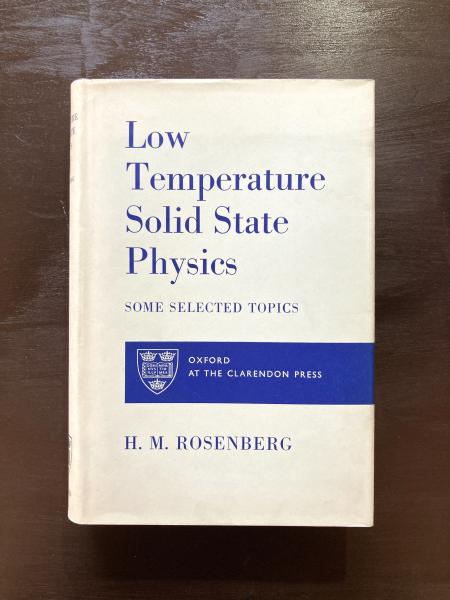 Low
Temperature
Solid State
Physics
SOME SELECTED TOPICS
OXFORD
AT THE CLARENDON PRESS
H. M. ROSENBERG